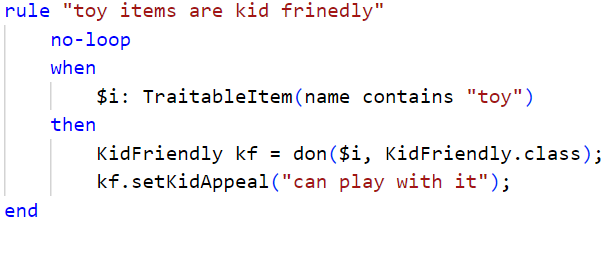 rule "toy items are kid frinedly"
    no-loop
    when
        $i: TraitableItem(name contains "toy")
    then
        KidFriendly kf = don($i, KidFriendly.class);
        kf.setKidAppeal("can play with it");
end